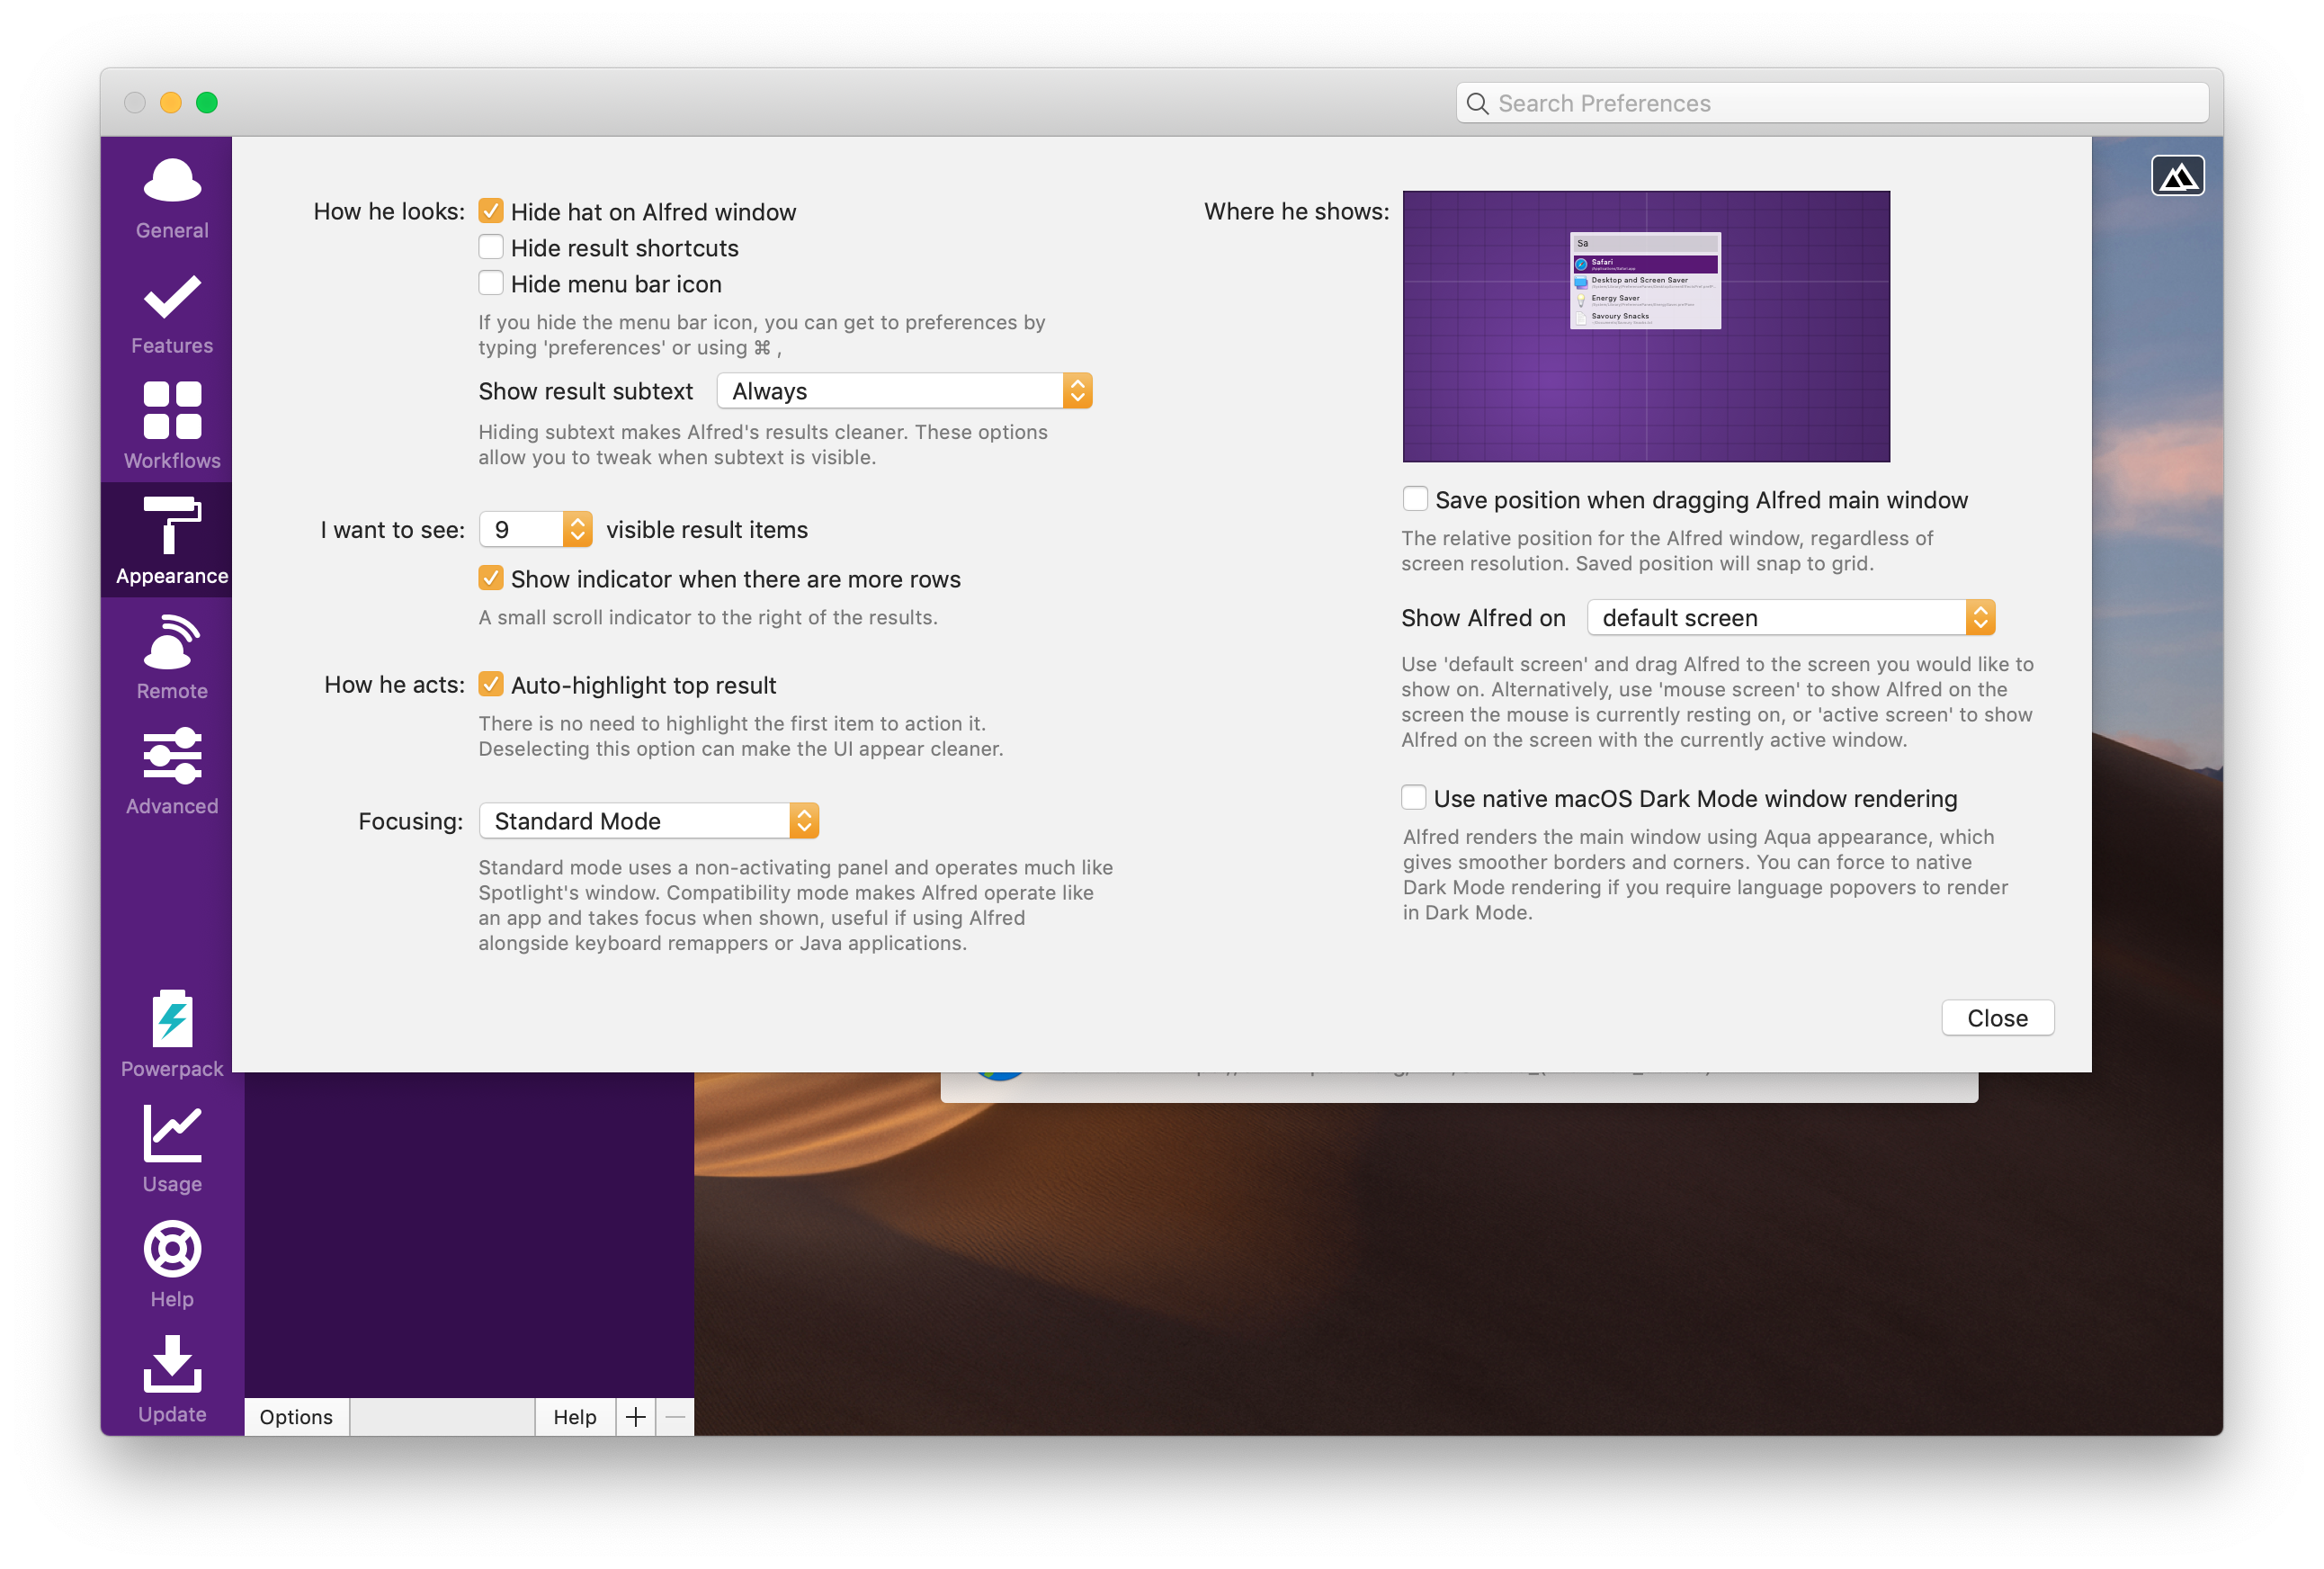 Search Preferences
General
Features
Workflows
Appearance
Remote
Advanced
Powerpack
Usage
Help
Update
How he looks:
Hide hat on Alfred window
Hide result shortcuts
Hide menu bar icon
If you hide the menu bar icon, you can get to preferences by
typing 'preferences' or using ⌘ ,
Show result subtext Always
Hiding subtext makes Alfred's results cleaner. These options
allow you to tweak when subtext is visible.
I want to see: 9 visible result items
Show indicator when there are more rows
A small scroll indicator to the right of the results.
How he acts: Auto-highlight top result
There is no need to highlight the first item to action it.
Deselecting this option can make the UI appear cleaner.
Focusing: Standard Mode
Standard mode uses a non-activating panel and operates much like
Spotlight's window. Compatibility mode makes Alfred operate like
an app and takes focus when shown, useful if using Alfred
alongside keyboard remappers or Java applications.
Where he shows:
Sa
Safari
Desktop and Screen Saver
Energy Saver
Savoury Snacks
Save position when dragging Alfred main window
The relative position for the Alfred window, regardless of
screen resolution. Saved position will snap to grid.
Show Alfred on default screen
Use 'default screen' and drag Alfred to the screen you would like to
show on. Alternatively, use 'mouse screen' to show Alfred on the
screen the mouse is currently resting on, or 'active screen' to show
Alfred on the screen with the currently active window.
Use native macOS Dark Mode window rendering
Alfred renders the main window using Aqua appearance, which
gives smoother borders and corners. You can force to native
Dark Mode rendering if you require language popovers to render
in Dark Mode.
Close
Options
Help